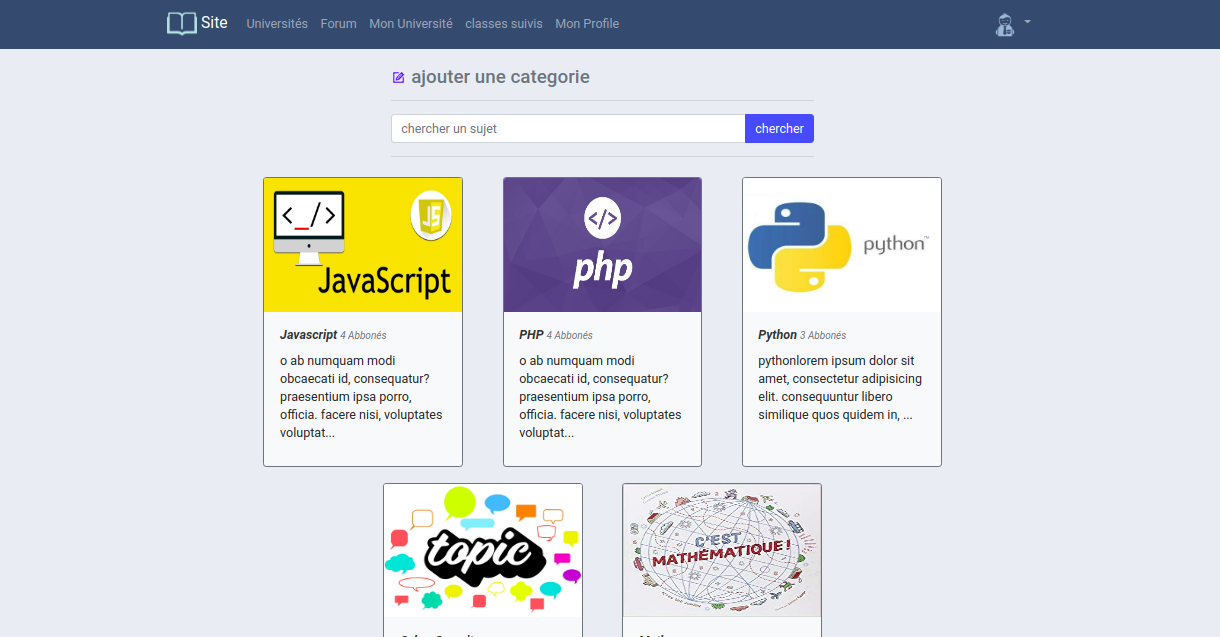 Site Universités Forum Mon Université classes suivis Mon Profile
ajouter une categorie
chercher un sujet chercher
JS
JavaScript
php
python™
Javascript 4 Abbonés
o ab numquam modi
obcaecati id, consequatur?
praesentium ipsa porro,
officia. facere nisi, voluptates
voluptat...
PHP 4 Abbonés
o ab numquam modi
obcaecati id, consequatur?
praesentium ipsa porro,
officia. facere nisi, voluptates
voluptat...
Python 3 Abbonés
pythonlorem ipsum dolor sit
amet, consectetur adipisicing
elit. consequuntur libero
similique quos quidem in, ...
topic
C'EST
MATHÉMATIQUE!